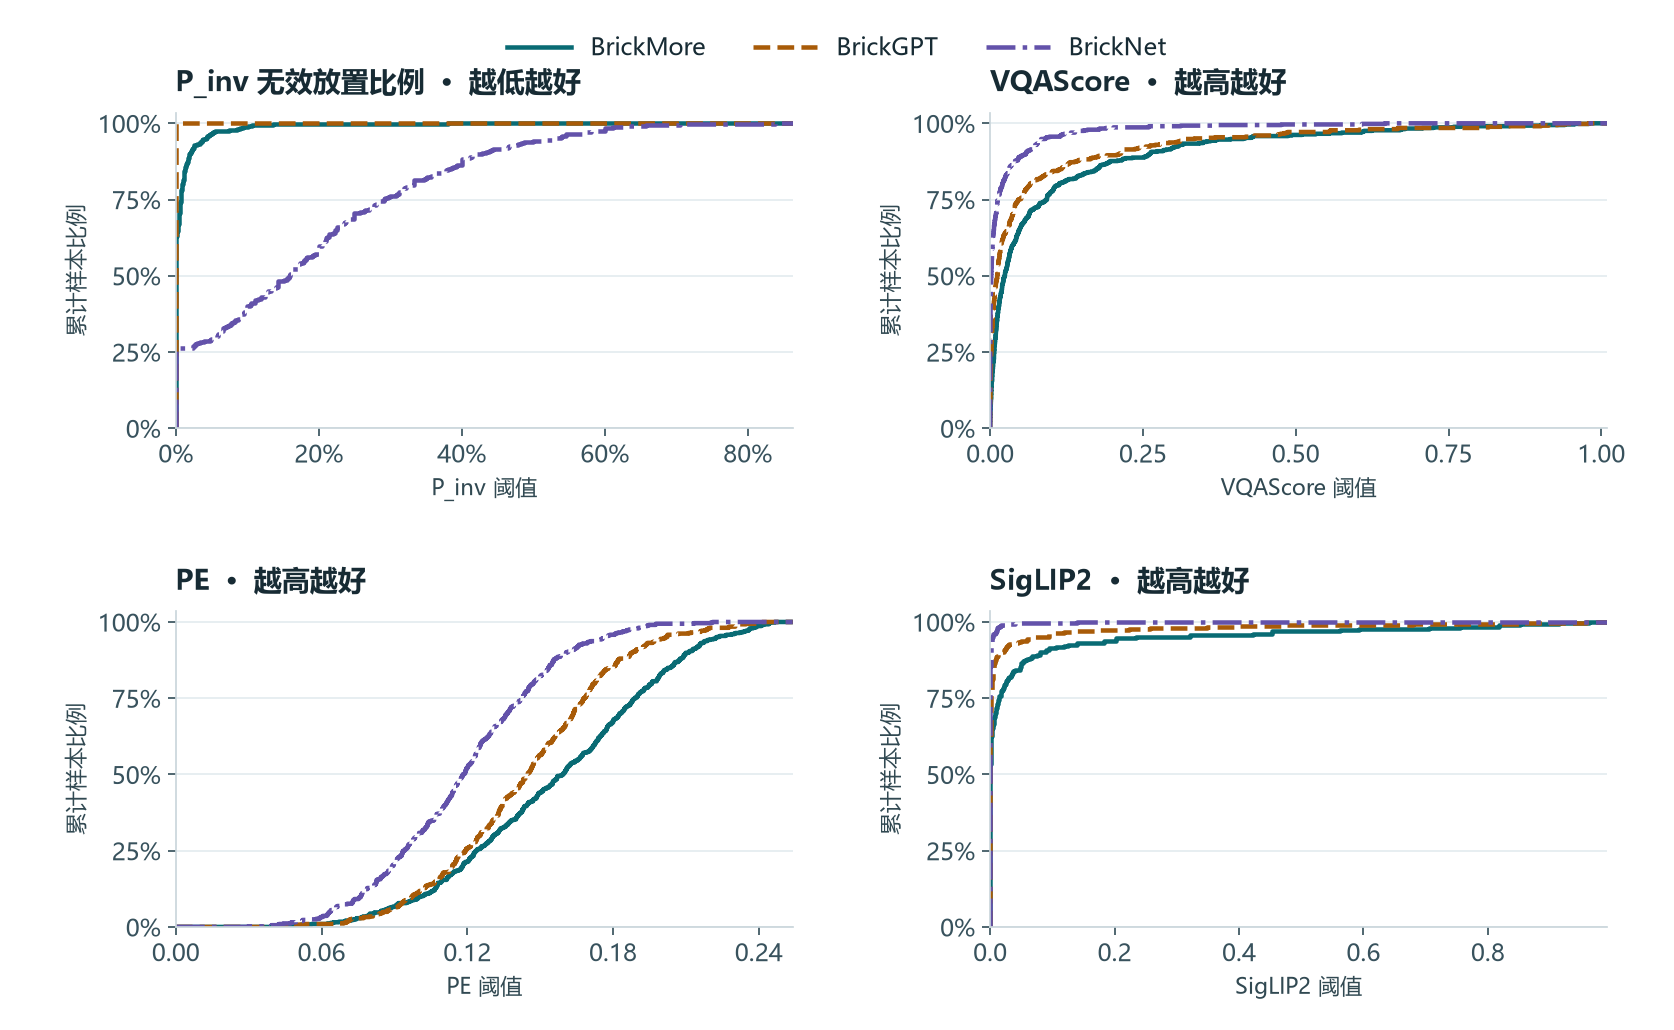 BrickMore BrickGPT BrickNet
P_inv 无效放置比例 • 越低越好
100%
75%
50%
25%
0%
累计样本比例
0% 20% 40% 60% 80%
P_inv 阈值
VQAScore • 越高越好
100%
75%
50%
25%
0%
累计样本比例
0.00 0.25 0.50 0.75 1.00
VQAScore 阈值
PE • 越高越好
100%
75%
50%
25%
0%
累计样本比例
0.00 0.06 0.12 0.18 0.24
PE 阈值
SigLIP2 • 越高越好
100%
75%
50%
25%
0%
累计样本比例
0.0 0.2 0.4 0.6 0.8
SigLIP2 阈值